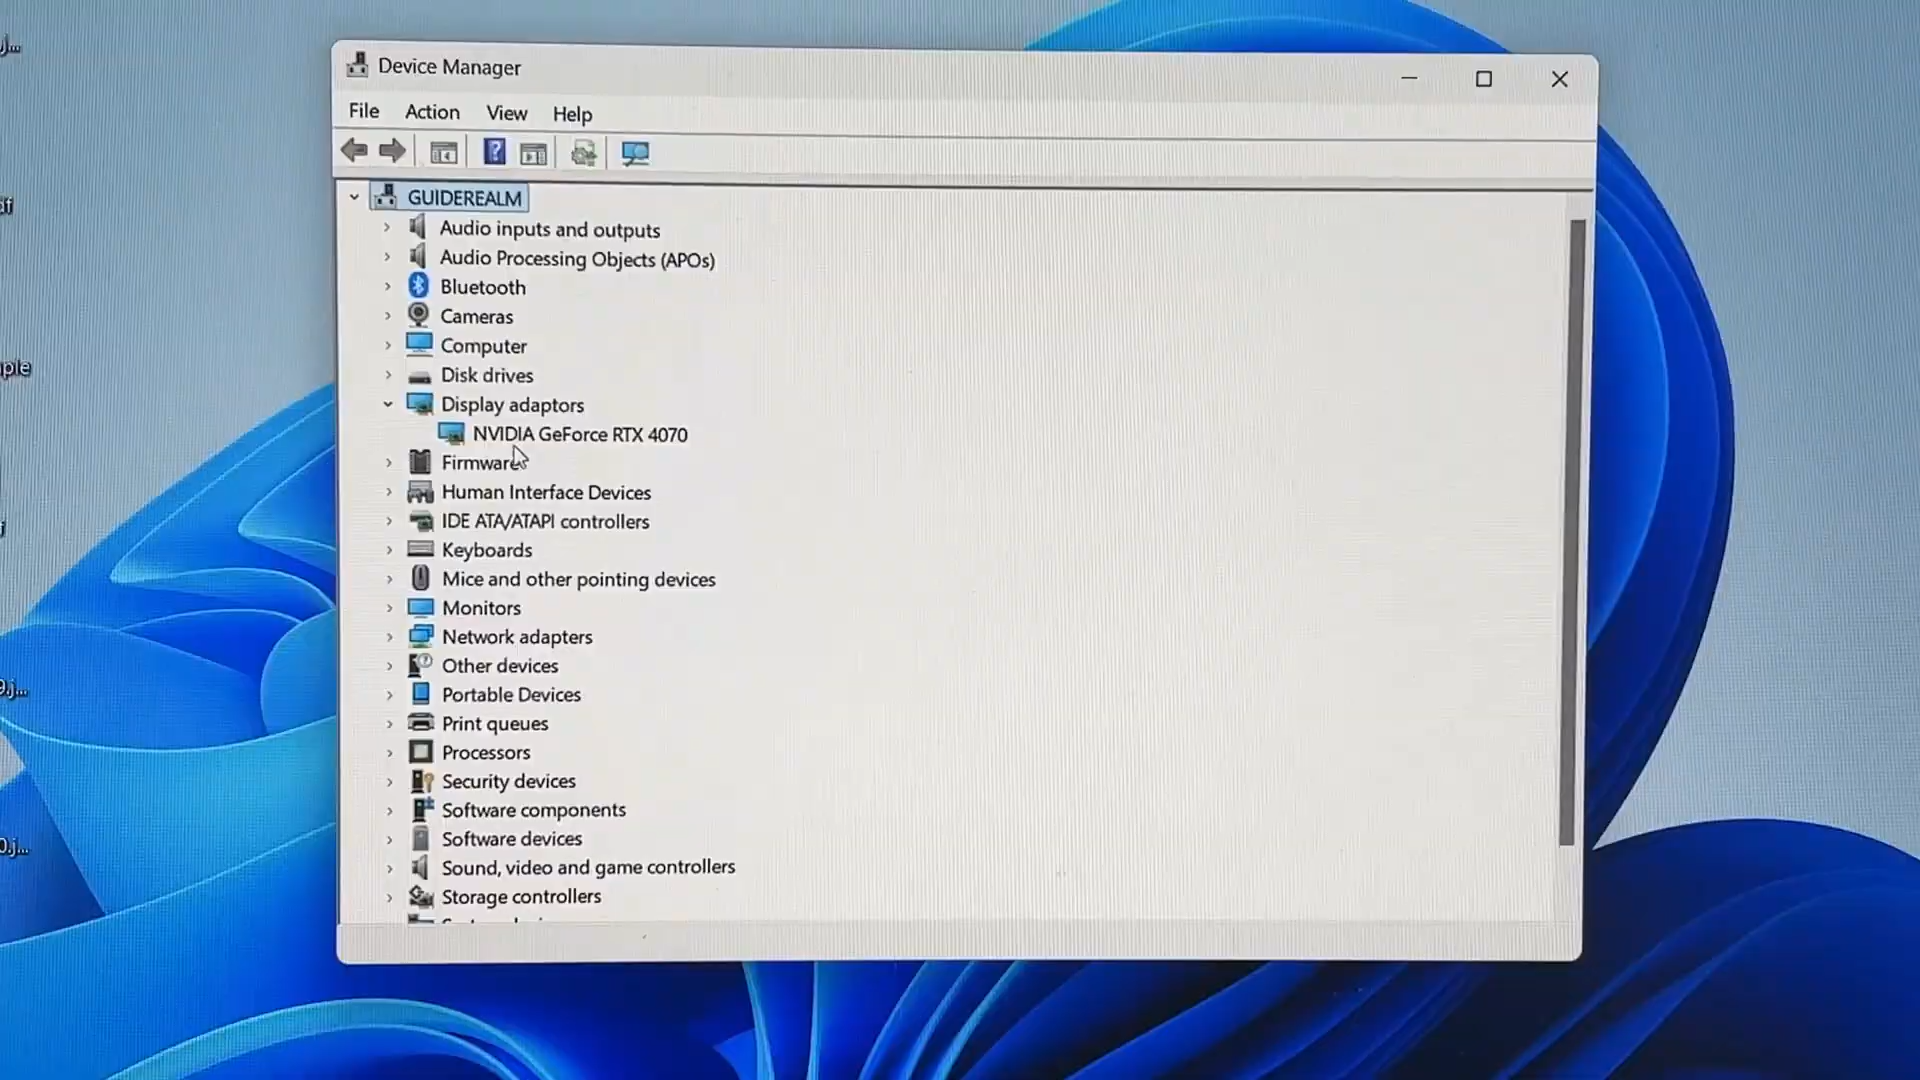 j...
Device Manager
File Action View Help
GUIDEREALM
Audio inputs and outputs
Audio Processing Objects (APOs)
Bluetooth
Cameras
Computer
ple
Disk drives
Display adaptors
NVIDIA GeForce RTX 4070
Firmware
Human Interface Devices
IDE ATA/ATAPI controllers
Keyboards
Mice and other pointing devices
Monitors
Network adapters
Other devices
9.j...
Portable Devices
Print queues
Processors
Security devices
Software components
Software devices
0.j...
Sound, video and game controllers
Storage controllers